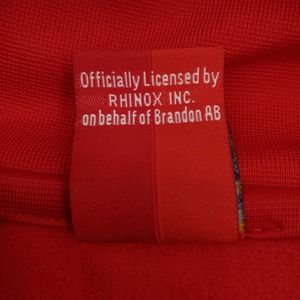 Officially Licensed by
RHINOX INC.
on behalf of Brandon AB